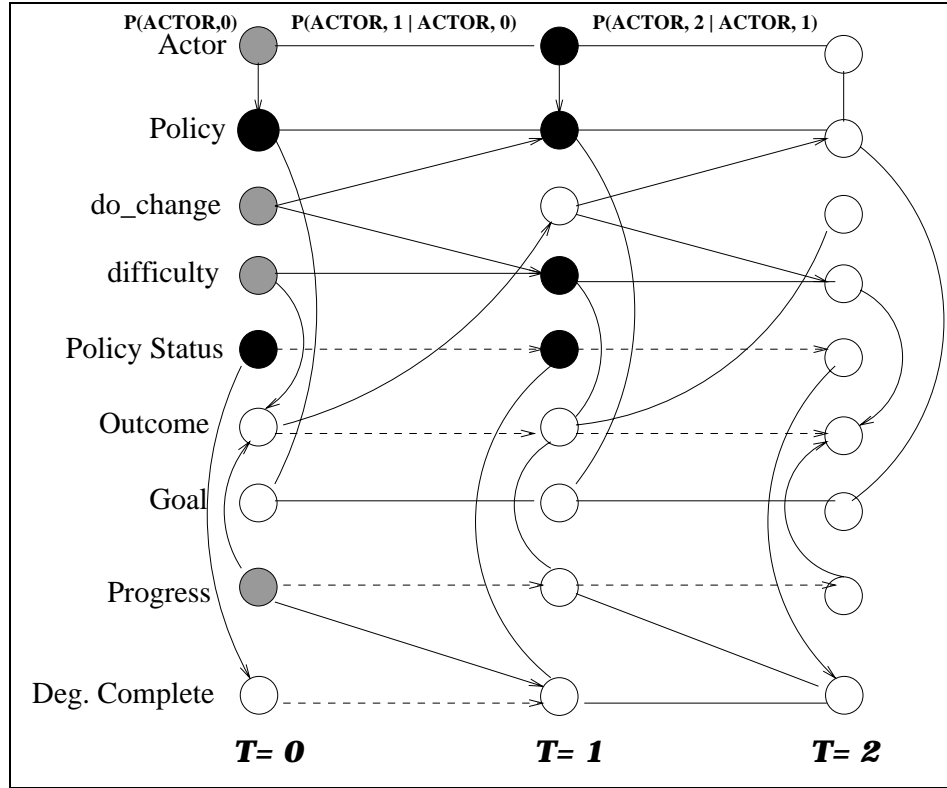 P(ACTOR,0) P(ACTOR, 1 | ACTOR, 0) P(ACTOR, 2 | ACTOR, 1)
Actor
Policy
do_change
difficulty
Policy Status
Outcome
Goal
Progress
Deg. Complete
T= 0 T= 1 T= 2